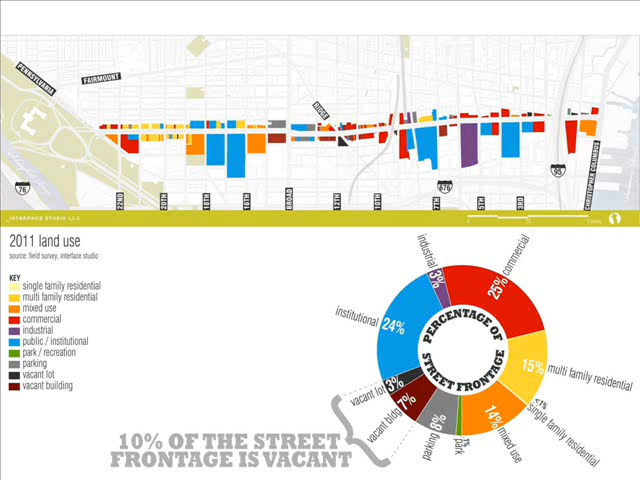 PENNSYLVANIA
FAIRMOUNT
RIDGE
76
676
95
CHRISTOPHER COLUMBUS
22ND
20TH
18TH
16TH
BROAD
12TH
10TH
7TH
5TH
3RD
_INTERFACE STUDIO LLC
2011 land use
source: field survey, interface studio
KEY
single family residential
multi family residential
mixed use
commercial
industrial
public / institutional
park / recreation
parking
vacant lot
vacant building
PERCENTAGE OF
STREET FRONTAGE
commercial
25%
multi family residential
15%
<1%
single family residential
mixed use
14%
1%
park
parking
8%
vacant bldg
7%
vacant lot
3%
institutional
24%
industrial
3%
10% OF THE STREET
FRONTAGE IS VACANT